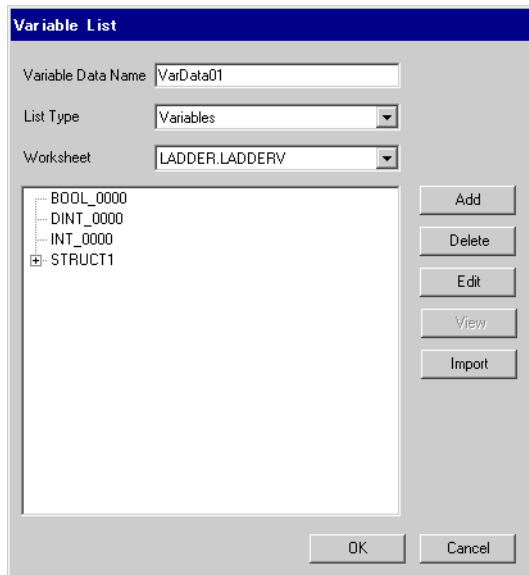 Variable List
Variable Data Name VarData01
List Type Variables
Worksheet LADDER.LADDERV
BOOL_0000 Add
DINT_0000
INT_0000 Delete
STRUCT1
Edit
View
Import
OK Cancel